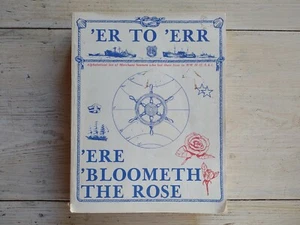 'ER TO 'ERR
'ERE
'BLOOMETH
THE ROSE